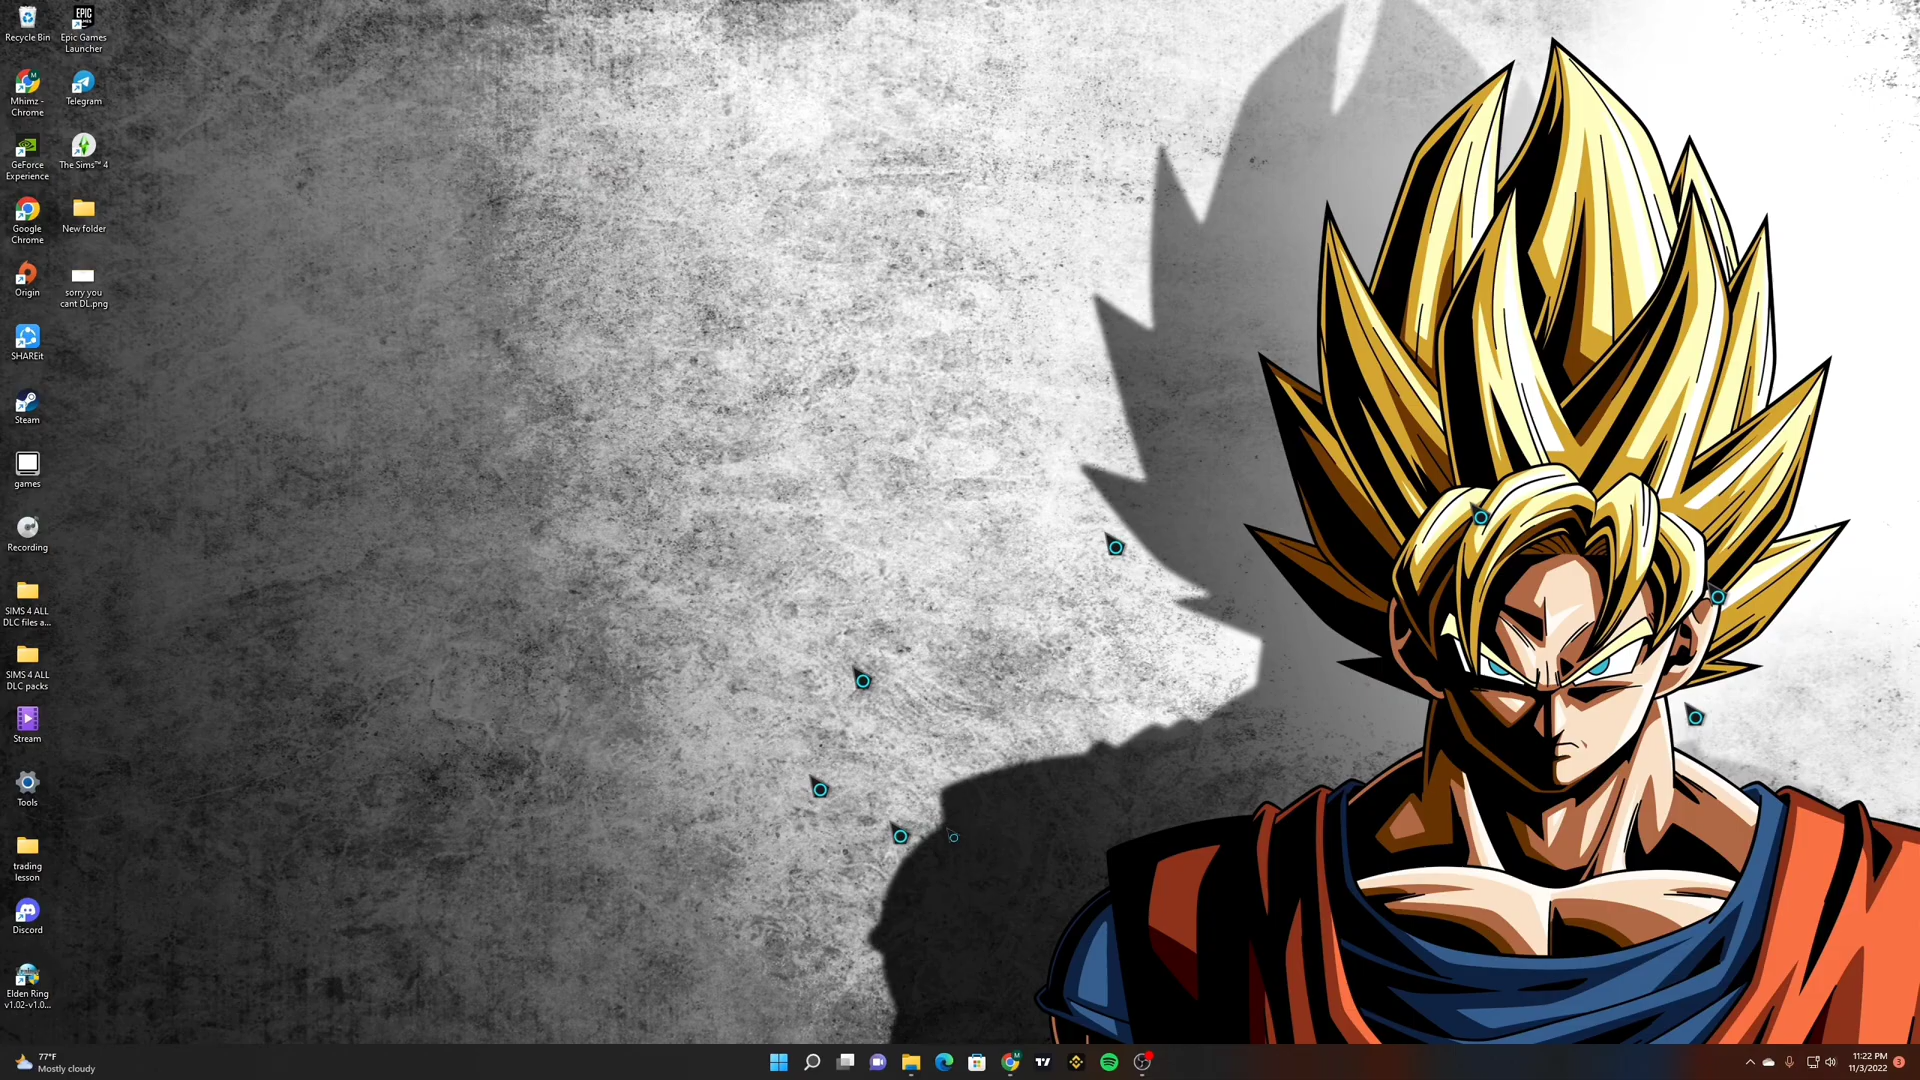 Recycle Bin
EPIC
GAMES
Epic Games
Launcher
M
Mhimz -
Chrome
Telegram
GeForce
Experience
The Sims™ 4
Google
Chrome
New folder
Origin
sorry you
cant DL.png
SHAREit
Steam
games
Recording
SIMS 4 ALL
DLC files a...
SIMS 4 ALL
DLC packs
Stream
Tools
trading
lesson
Discord
Elden Ring
v1.02-v1.0...
77°F
Mostly cloudy
M
11:22 PM
11/3/2022
3